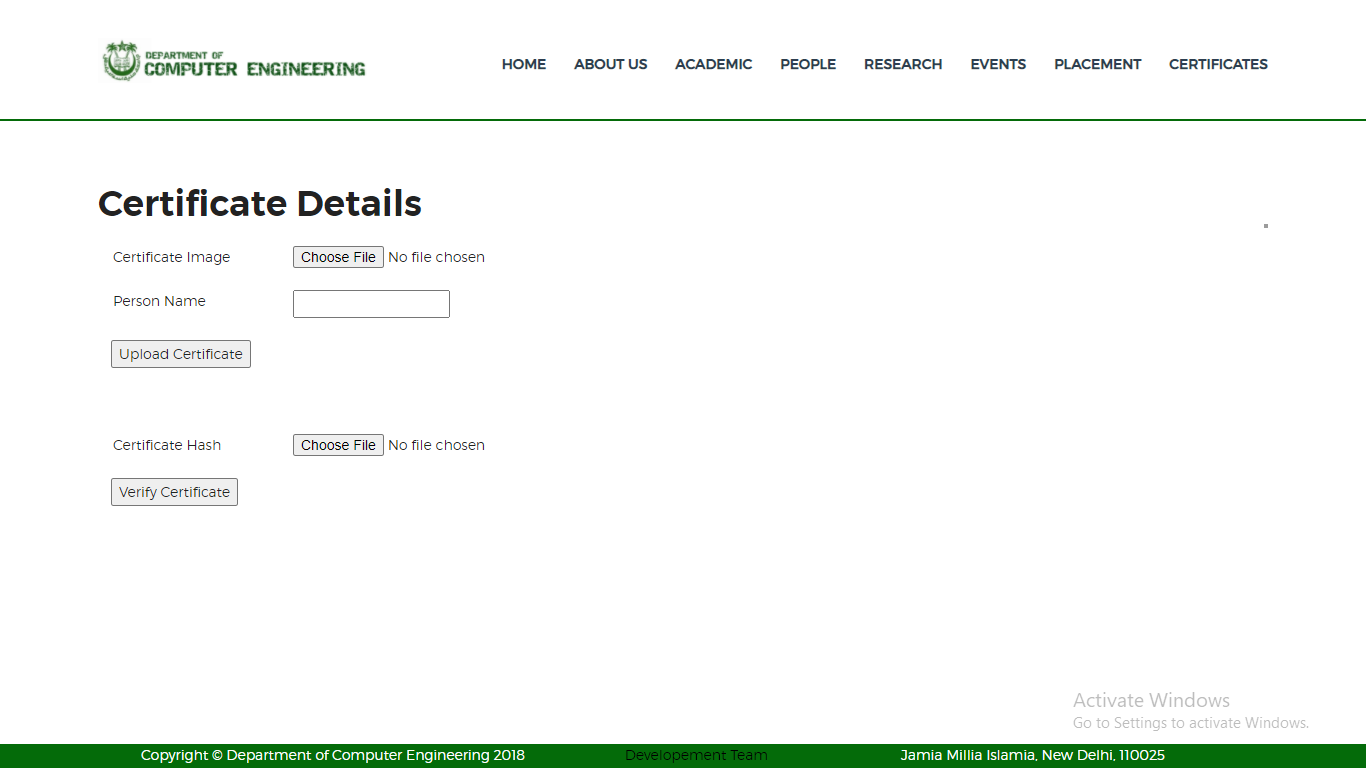 DEPARTMENT OF
COMPUTER ENGINEERING
HOME ABOUT US ACADEMIC PEOPLE RESEARCH EVENTS PLACEMENT CERTIFICATES
Certificate Details
Certificate Image Choose File No file chosen
Person Name
Upload Certificate
Certificate Hash Choose File No file chosen
Verify Certificate
Activate Windows
Go to Settings to activate Windows.
Copyright © Department of Computer Engineering 2018 Developement Team Jamia Millia Islamia, New Delhi, 110025